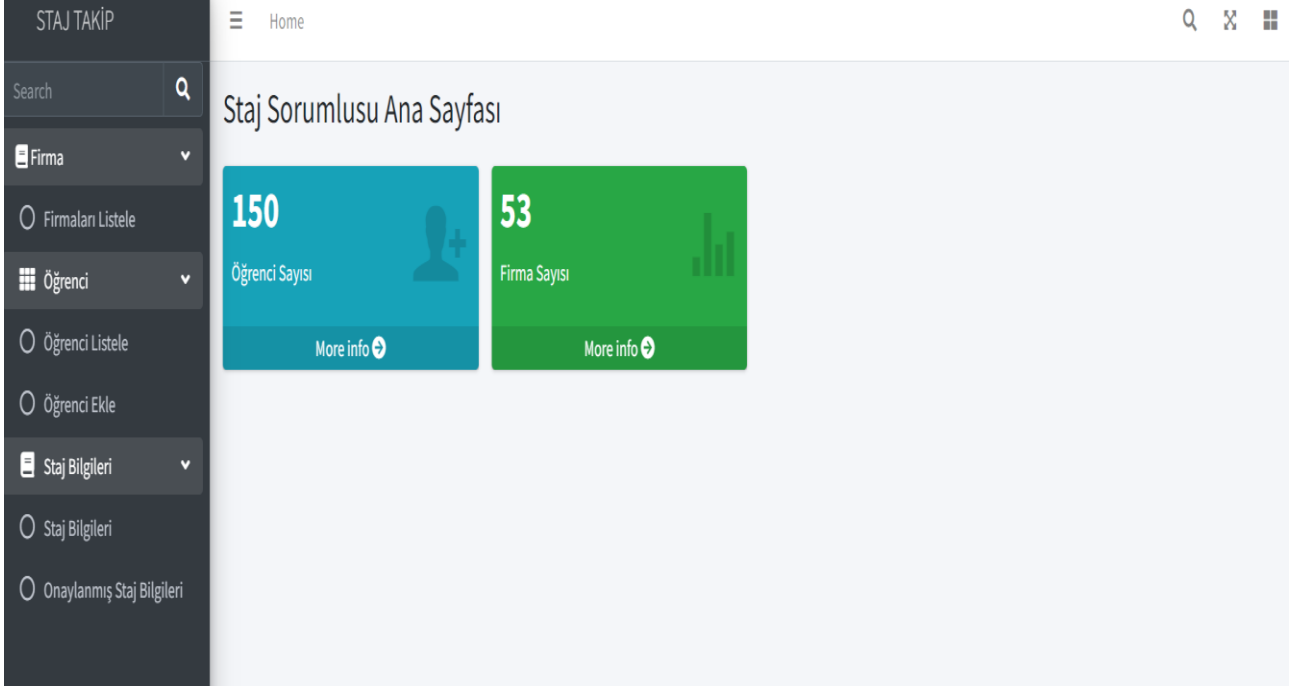 STAJ TAKİP
Home
Search
Firma
Firmaları Listele
Öğrenci
Öğrenci Listele
Öğrenci Ekle
Staj Bilgileri
Staj Bilgileri
Onaylanmış Staj Bilgileri
Staj Sorumlusu Ana Sayfası
150
Öğrenci Sayısı
More info
53
Firma Sayısı
More info